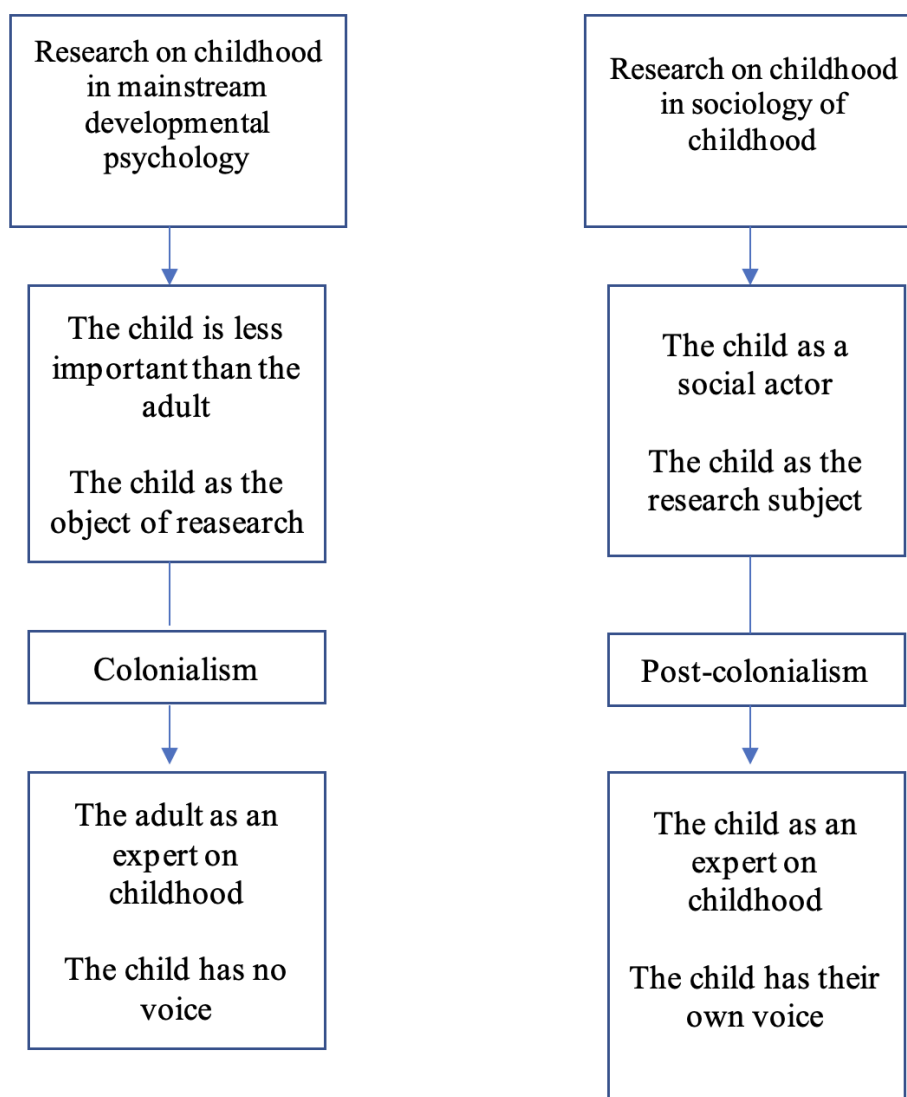 Research on childhood
in mainstream
developmental
psychology
The child is less
important than the
adult
The child as the
object of reasearch
Colonialism
The adult as an
expert on
childhood
The child has no
voice
Research on childhood
in sociology of
childhood
The child as a
social actor
The child as the
research subject
Post-colonialism
The child as an
expert on
childhood
The child has their
own voice